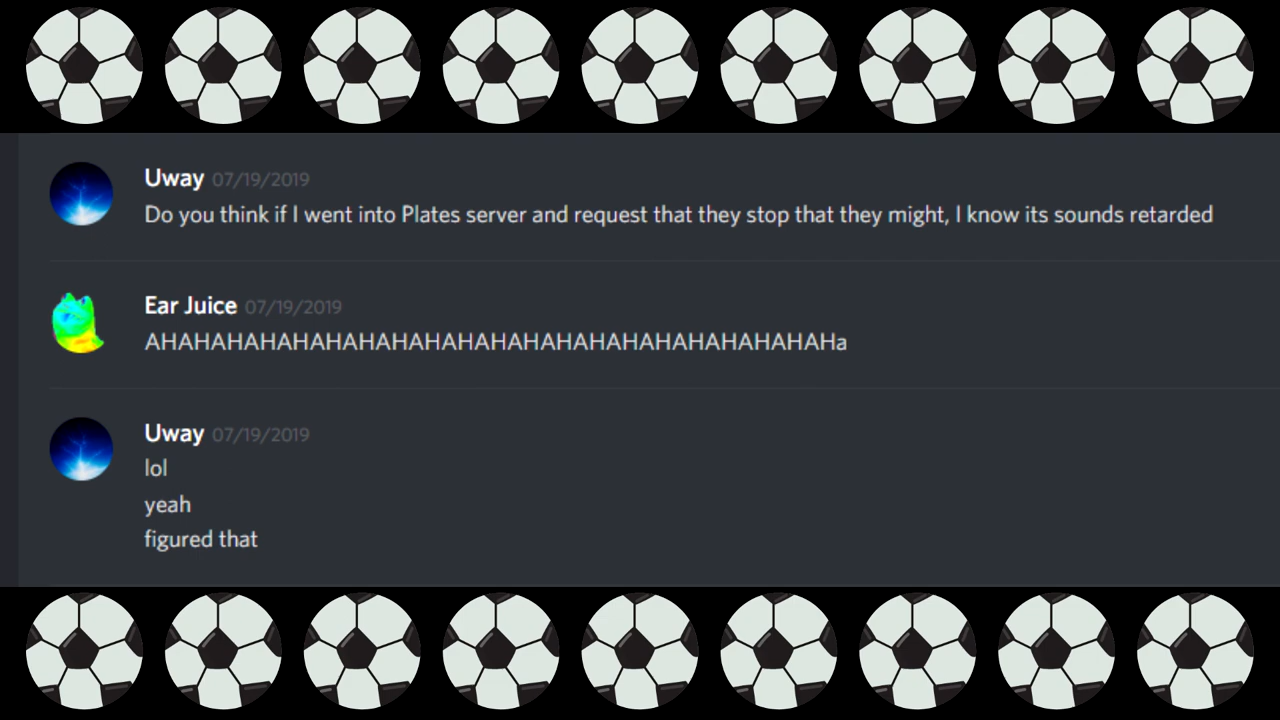 Uway 07/19/2019
Do you think if I went into Plates server and request that they stop that they might, I know its sounds retarded
Ear Juice 07/19/2019
AHAHAHAHAHAHAHAHAHAHAHAHAHAHAHAHAHAHAHAHAHa
Uway 07/19/2019
lol
yeah
figured that